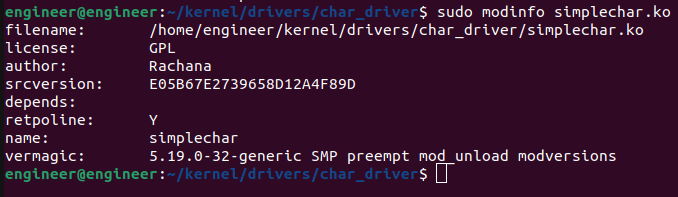 engineer@engineer:~/kernel/drivers/char_driver$ sudo modinfo simplechar.ko
filename:       /home/engineer/kernel/drivers/char_driver/simplechar.ko
license:        GPL
author:         Rachana
srcversion:     E05B67E2739658D12A4F89D
depends:
retpoline:      Y
name:           simplechar
vermagic:       5.19.0-32-generic SMP preempt mod_unload modversions
engineer@engineer:~/kernel/drivers/char_driver$